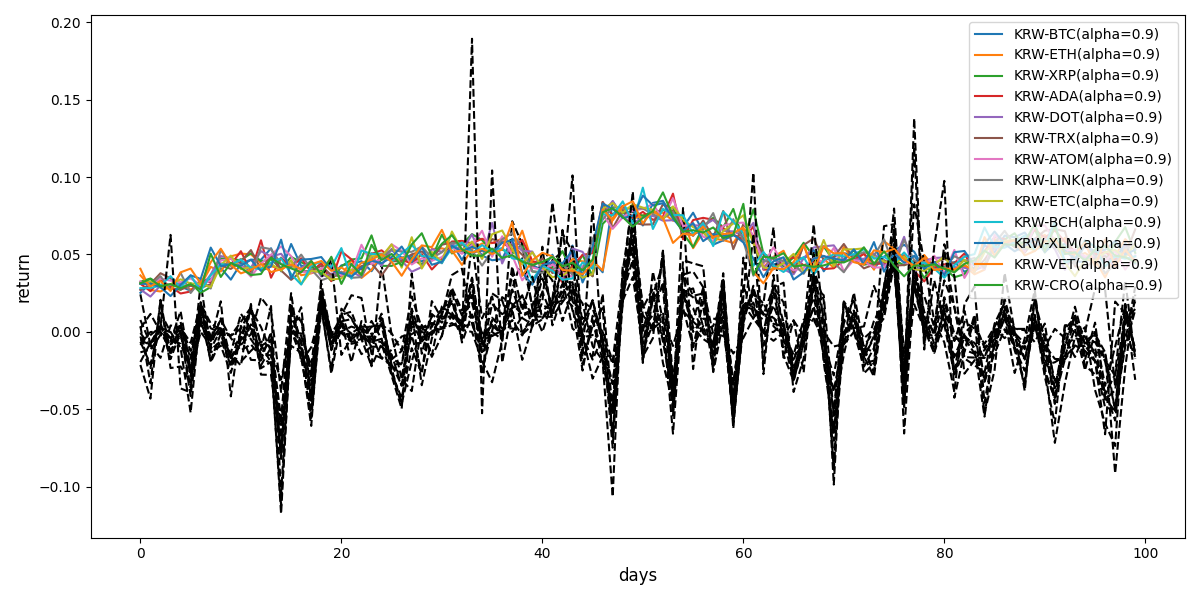 0.20
0.15
0.10
0.05
0.00
−0.05
−0.10
return
0
20
40
60
80
100
days
KRW-BTC(alpha=0.9)
KRW-ETH(alpha=0.9)
KRW-XRP(alpha=0.9)
KRW-ADA(alpha=0.9)
KRW-DOT(alpha=0.9)
KRW-TRX(alpha=0.9)
KRW-ATOM(alpha=0.9)
KRW-LINK(alpha=0.9)
KRW-ETC(alpha=0.9)
KRW-BCH(alpha=0.9)
KRW-XLM(alpha=0.9)
KRW-VET(alpha=0.9)
KRW-CRO(alpha=0.9)